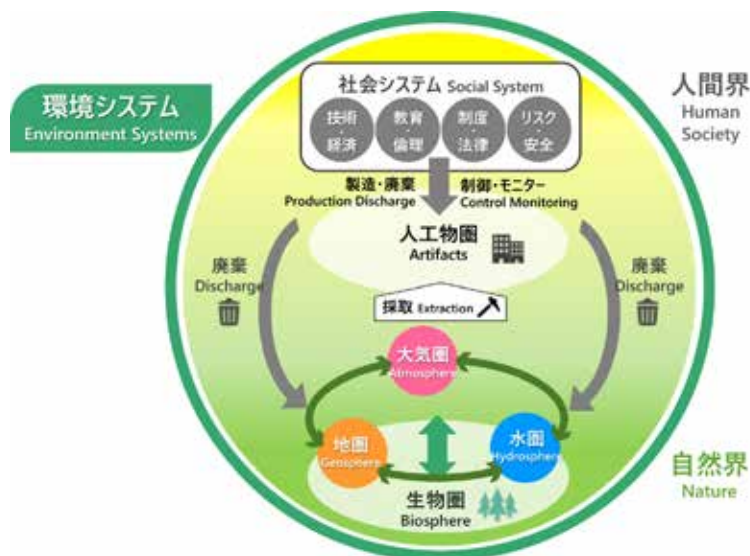 環境システム
Environment Systems
社会システム Social System
技術・経済
教育・倫理
制度・法律
リスク・安全
人間界
Human
Society
製造・廃棄
Production Discharge
制御・モニター
Control Monitoring
人工物圏
Artifacts
廃棄
Discharge
廃棄
Discharge
採取 Extraction
大気圏
Atmosphere
地圏
Geosphere
水圏
Hydrosphere
生物圏
Biosphere
自然界
Nature